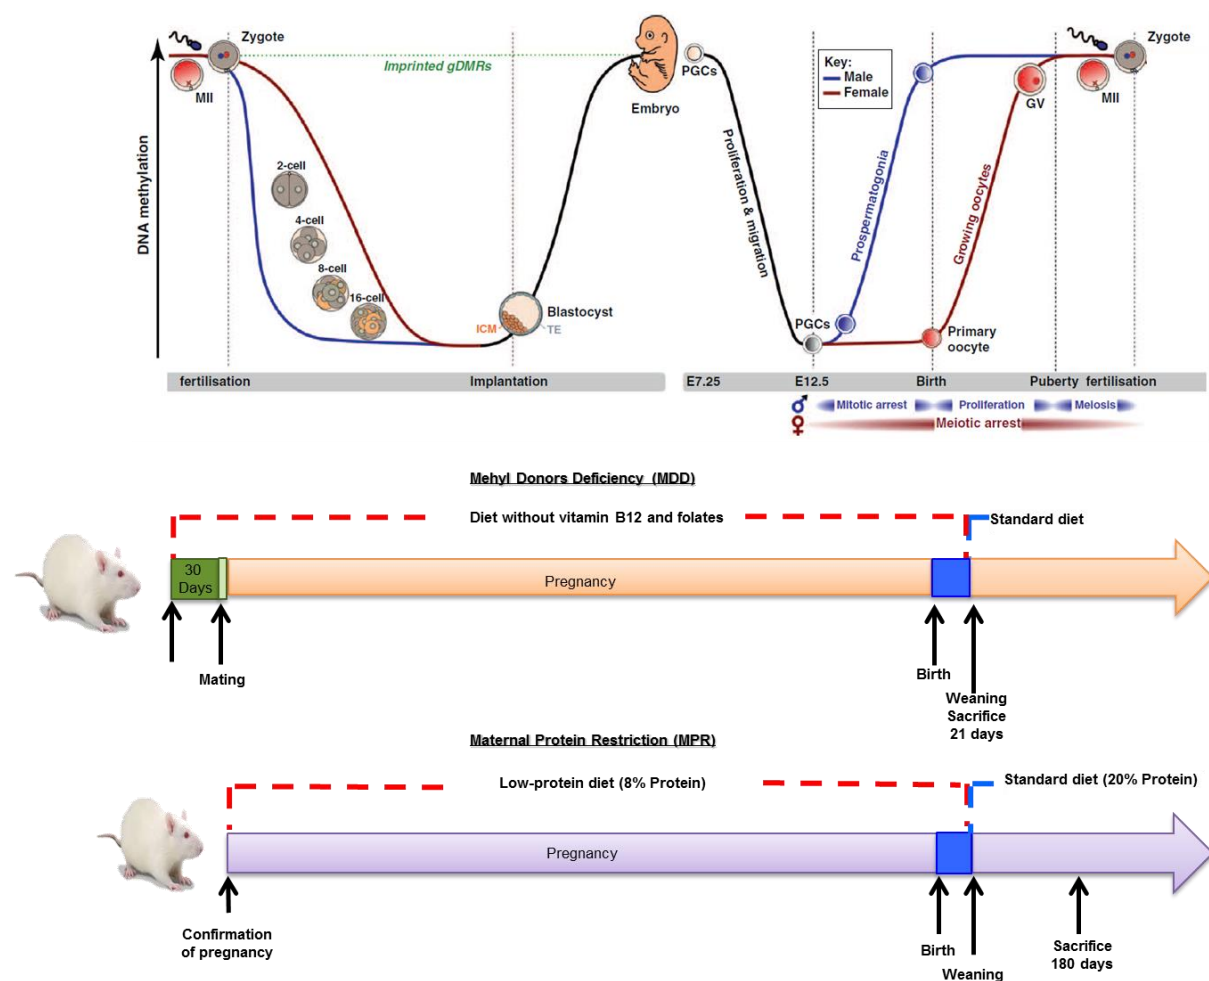 Zygote
MII
Imprinted gDMRs
DNA methylation
2-cell
4-cell
8-cell
16-cell
ICM
TE
Blastocyst
Embryo
PGCs
Proliferation & migration
Key:
Male
Female
PGCs
Prospermatogonia
Growing oocytes
Primary
oocyte
GV
MII
Zygote
fertilisation
Implantation
E7.25
E12.5
Birth
Puberty fertilisation
♂ Mitotic arrest Proliferation Meiosis
♀ Meiotic arrest
Mehyl Donors Deficiency (MDD)
Diet without vitamin B12 and folates
Standard diet
30
Days
Pregnancy
Mating
Birth
Weaning
Sacrifice
21 days
Maternal Protein Restriction (MPR)
Low-protein diet (8% Protein)
Standard diet (20% Protein)
Pregnancy
Confirmation
of pregnancy
Birth
Weaning
Sacrifice
180 days